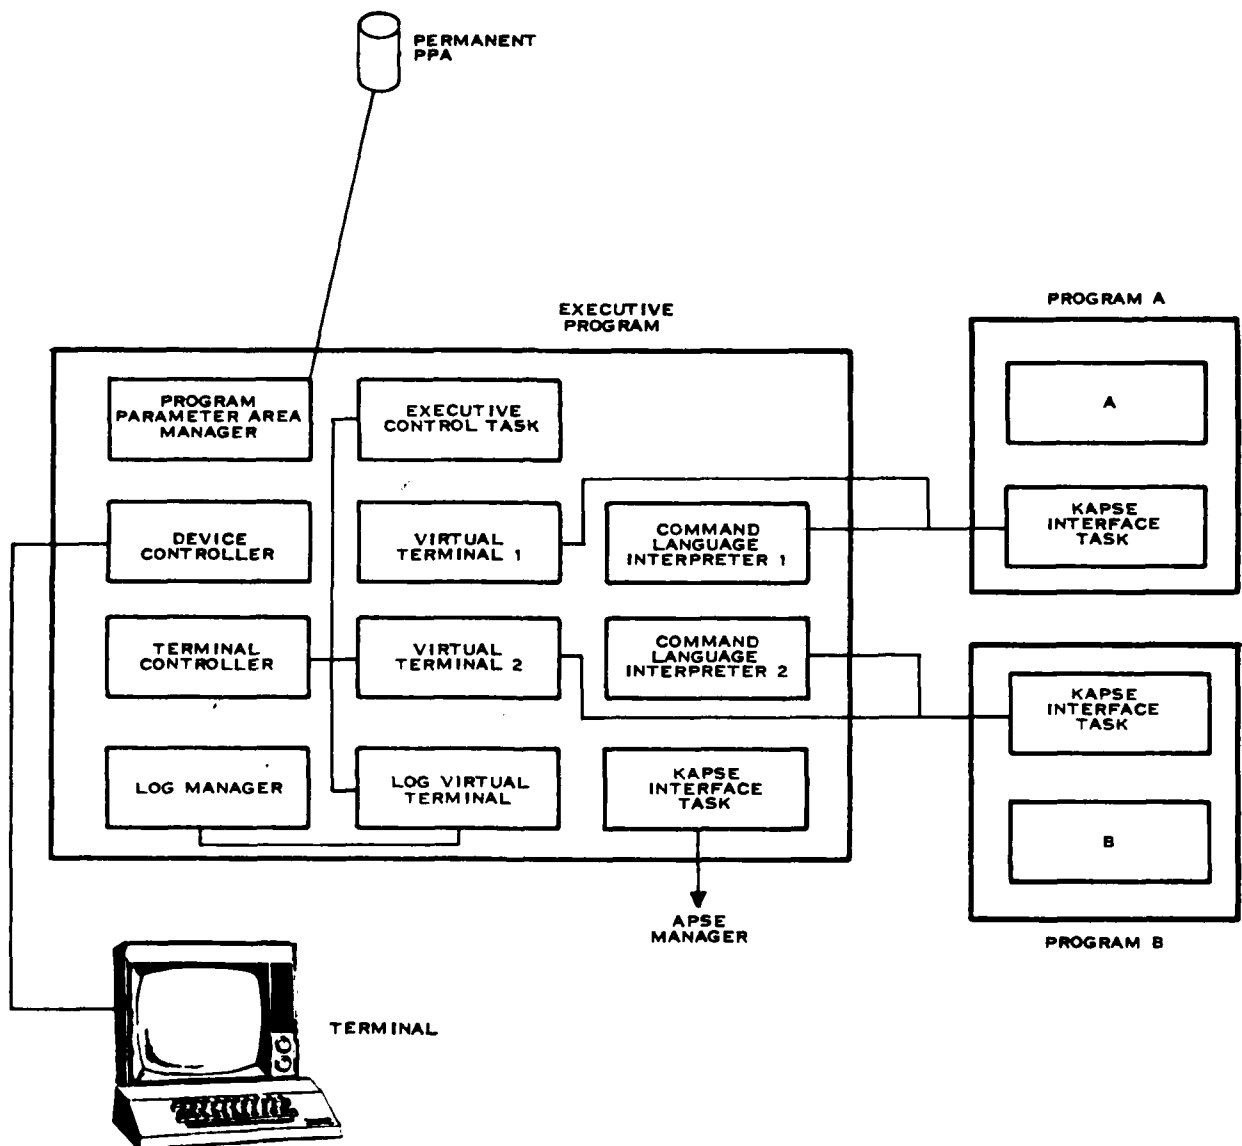 PERMANENT
PPA
EXECUTIVE
PROGRAM
PROGRAM A
PROGRAM
PARAMETER AREA
MANAGER
EXECUTIVE
CONTROL TASK
A
DEVICE
CONTROLLER
VIRTUAL
TERMINAL 1
COMMAND
LANGUAGE
INTERPRETER 1
KAPSE
INTERFACE
TASK
TERMINAL
CONTROLLER
VIRTUAL
TERMINAL 2
COMMAND
LANGUAGE
INTERPRETER 2
KAPSE
INTERFACE
TASK
LOG MANAGER
LOG VIRTUAL
TERMINAL
KAPSE
INTERFACE
TASK
B
APSE
MANAGER
PROGRAM B
TERMINAL